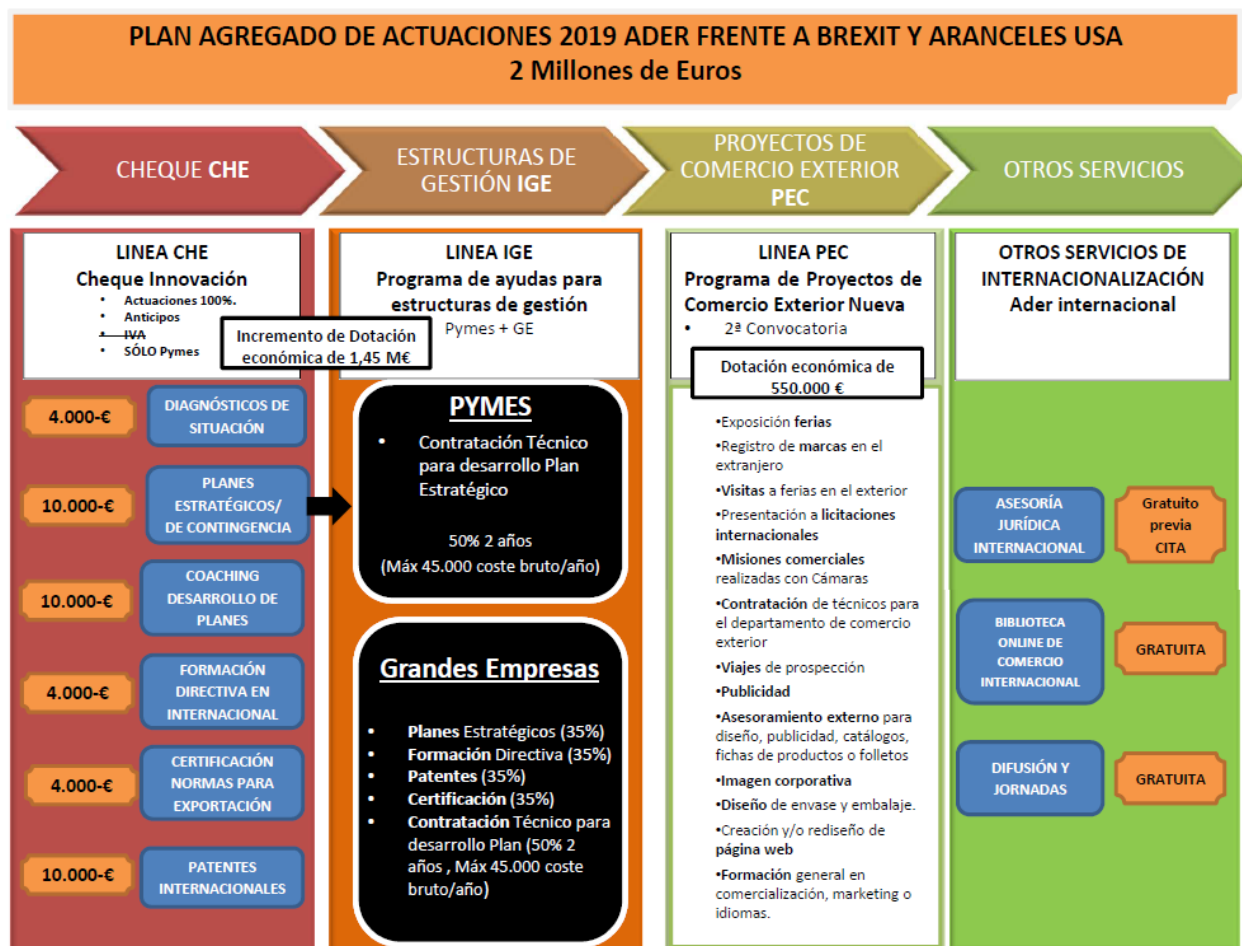 PLAN AGREGADO DE ACTUACIONES 2019 ADER FRENTE A BREXIT Y ARANCELES USA
2 Millones de Euros
CHEQUE CHE
ESTRUCTURAS DE
GESTIÓN IGE
PROYECTOS DE
COMERCIO EXTERIOR
PEC
OTROS SERVICIOS
LINEA CHE
Cheque Innovación
• Actuaciones 100%.
• Anticipos
• IVA
• SÓLO Pymes
Incremento de Dotación
económica de 1,45 M€
4.000-€
DIAGNÓSTICOS DE
SITUACIÓN
10.000-€
PLANES
ESTRATÉGICOS/
DE CONTINGENCIA
10.000-€
COACHING
DESARROLLO DE
PLANES
4.000-€
FORMACIÓN
DIRECTIVA EN
INTERNACIONAL
4.000-€
CERTIFICACIÓN
NORMAS PARA
EXPORTACIÓN
10.000-€
PATENTES
INTERNACIONALES
LINEA IGE
Programa de ayudas para
estructuras de gestión
Pymes + GE
PYMES
• Contratación Técnico
para desarrollo Plan
Estratégico
50% 2 años
(Máx 45.000 coste bruto/año)
Grandes Empresas
• Planes Estratégicos (35%)
• Formación Directiva (35%)
• Patentes (35%)
• Certificación (35%)
• Contratación Técnico para
desarrollo Plan (50% 2
años , Máx 45.000 coste
bruto/año)
LINEA PEC
Programa de Proyectos de
Comercio Exterior Nueva
• 2ª Convocatoria
Dotación económica de
550.000 €
•Exposición ferias
•Registro de marcas en el
extranjero
•Visitas a ferias en el exterior
•Presentación a licitaciones
internacionales
•Misiones comerciales
realizadas con Cámaras
•Contratación de técnicos para
el departamento de comercio
exterior
•Viajes de prospección
•Publicidad
•Asesoramiento externo para
diseño, publicidad, catálogos,
fichas de productos o folletos
•Imagen corporativa
•Diseño de envase y embalaje.
•Creación y/o rediseño de
página web
•Formación general en
comercialización, marketing o
idiomas.
OTROS SERVICIOS DE
INTERNACIONALIZACIÓN
Ader internacional
ASESORÍA
JURÍDICA
INTERNACIONAL
Gratuito
previa
CITA
BIBLIOTECA
ONLINE DE
COMERCIO
INTERNACIONAL
GRATUITA
DIFUSIÓN Y
JORNADAS
GRATUITA